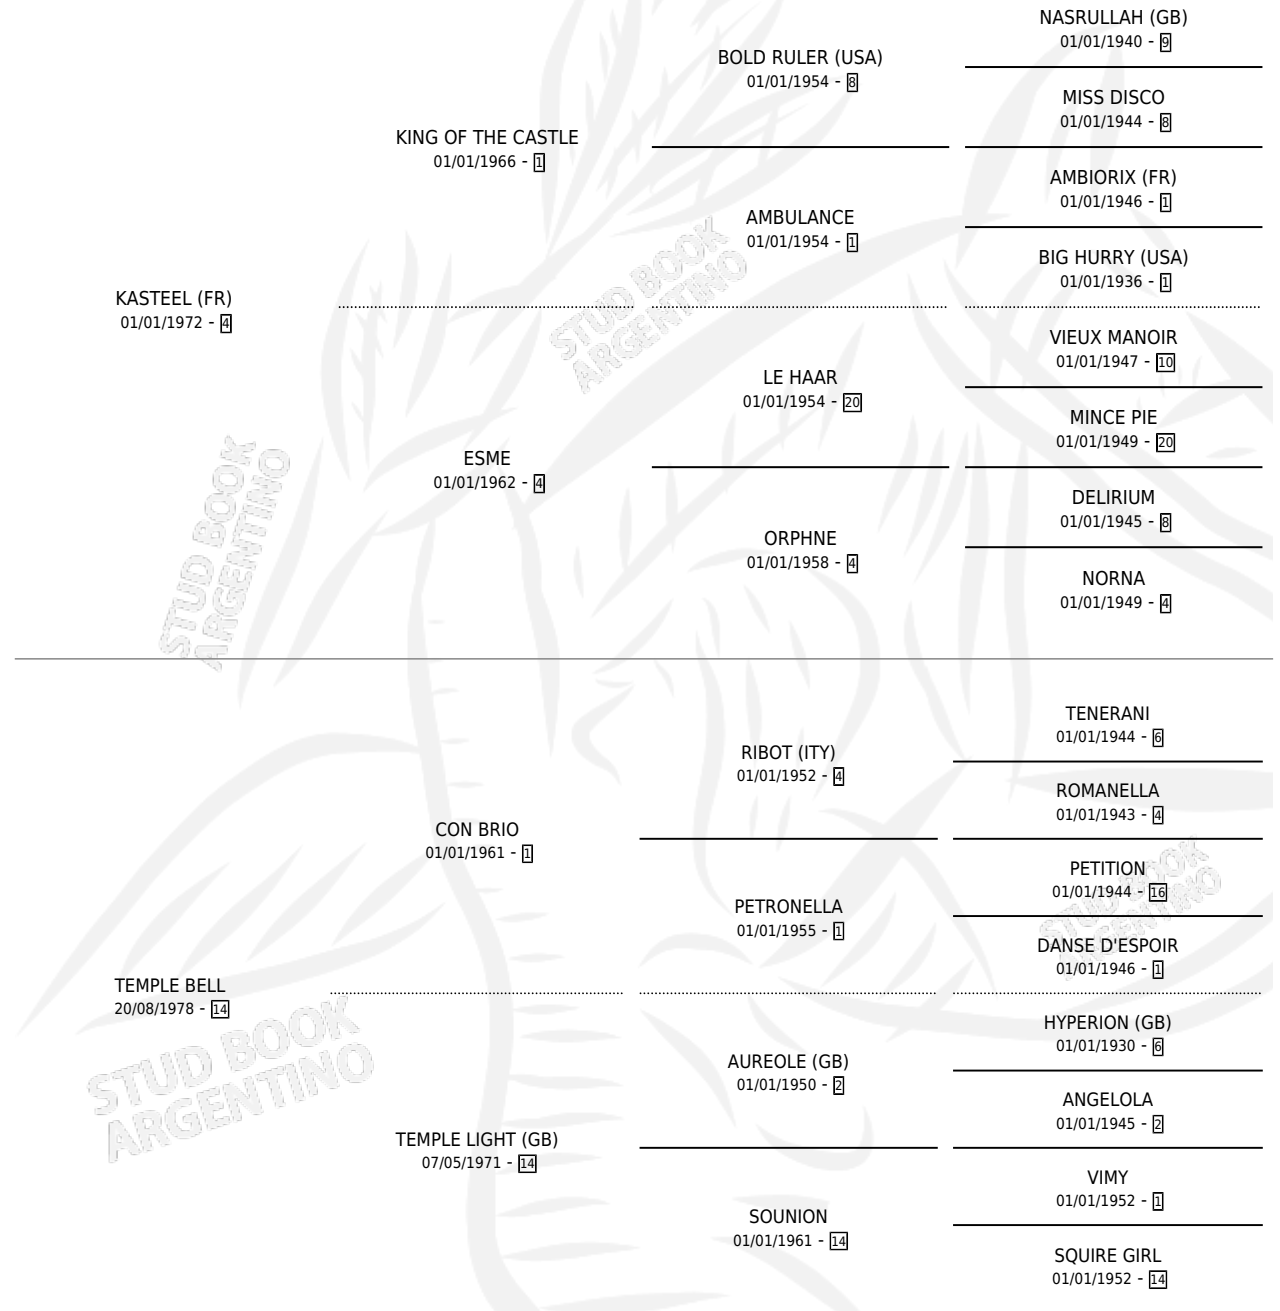 NASRULLAH (GB)
01/01/1940 - 9
BOLD RULER (USA)
01/01/1954 - 8
MISS DISCO
01/01/1944 - 8
KING OF THE CASTLE
01/01/1966 - 1
AMBIORIX (FR)
01/01/1946 - 1
AMBULANCE
01/01/1954 - 1
BIG HURRY (USA)
01/01/1936 - 1
KASTEEL (FR)
01/01/1972 - 4
VIEUX MANOIR
01/01/1947 - 10
LE HAAR
01/01/1954 - 20
MINCE PIE
01/01/1949 - 20
ESME
01/01/1962 - 4
DELIRIUM
01/01/1945 - 8
ORPHNE
01/01/1958 - 4
NORNA
01/01/1949 - 4
STUD BOOK
ARGENTINO
STUD BOOK
ARGENTINO
TENERANI
01/01/1944 - 6
RIBOT (ITY)
01/01/1952 - 4
ROMANELLA
01/01/1943 - 4
CON BRIO
01/01/1961 - 1
PETITION
01/01/1944 - 16
PETRONELLA
01/01/1955 - 1
DANSE D'ESPOIR
01/01/1946 - 1
TEMPLE BELL
20/08/1978 - 14
HYPERION (GB)
01/01/1930 - 6
AUREOLE (GB)
01/01/1950 - 2
ANGELOLA
01/01/1945 - 2
TEMPLE LIGHT (GB)
07/05/1971 - 14
VIMY
01/01/1952 - 1
SOUNION
01/01/1961 - 14
SQUIRE GIRL
01/01/1952 - 14
STUD BOOK
ARGENTINO
STUD BOOK
ARGENTINO